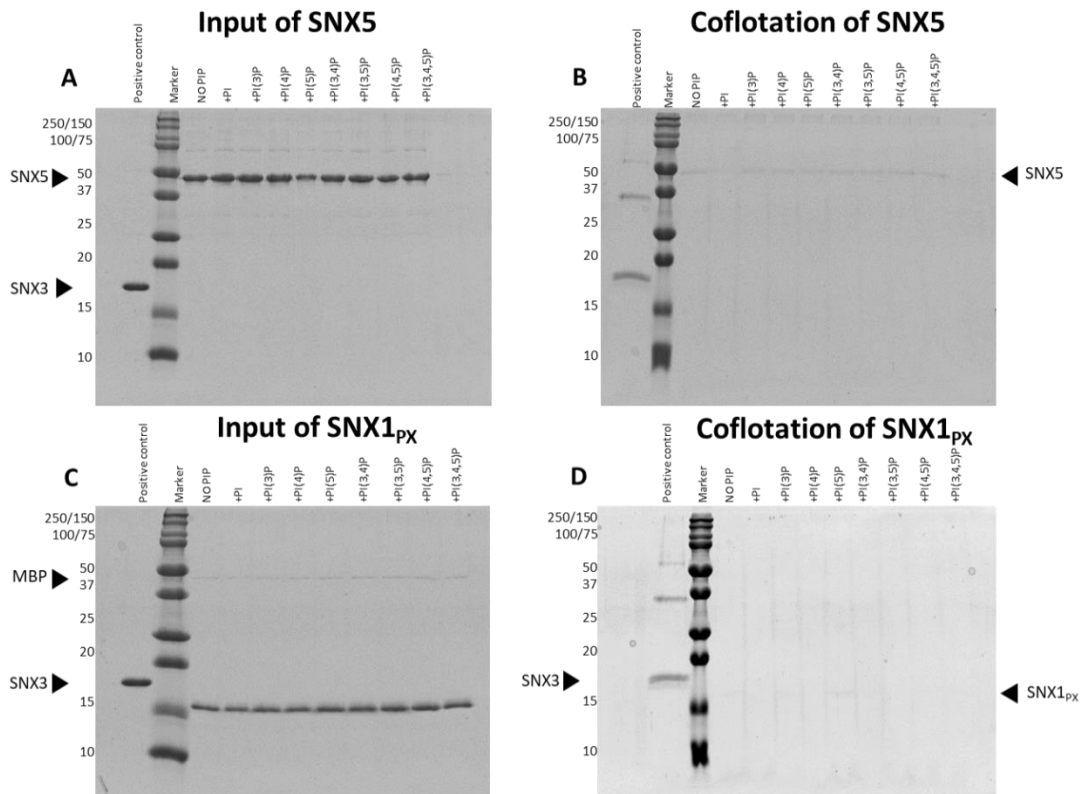 Input of SNX5
A
Positive control
Marker
NO PIP
+PI
+PI(3)P
+PI(4)P
+PI(5)P
+PI(3,4)P
+PI(3,5)P
+PI(4,5)P
+PI(3,4,5)P
250/150
100/75
50
37
25
20
15
10
SNX5
SNX3
Coflotation of SNX5
B
Positive control
Marker
NO PIP
+PI
+PI(3)P
+PI(4)P
+PI(5)P
+PI(3,4)P
+PI(3,5)P
+PI(4,5)P
+PI(3,4,5)P
250/150
100/75
50
37
25
20
15
10
SNX5
Input of SNX1PX
C
Positive control
Marker
NO PIP
+PI
+PI(3)P
+PI(4)P
+PI(5)P
+PI(3,4)P
+PI(3,5)P
+PI(4,5)P
+PI(3,4,5)P
250/150
100/75
50
37
25
20
15
10
MBP
SNX3
Coflotation of SNX1PX
D
Positive control
Marker
NO PIP
+PI
+PI(3)P
+PI(4)P
+PI(5)P
+PI(3,4)P
+PI(3,5)P
+PI(4,5)P
+PI(3,4,5)P
250/150
100/75
50
37
25
20
15
10
SNX3
SNX1PX